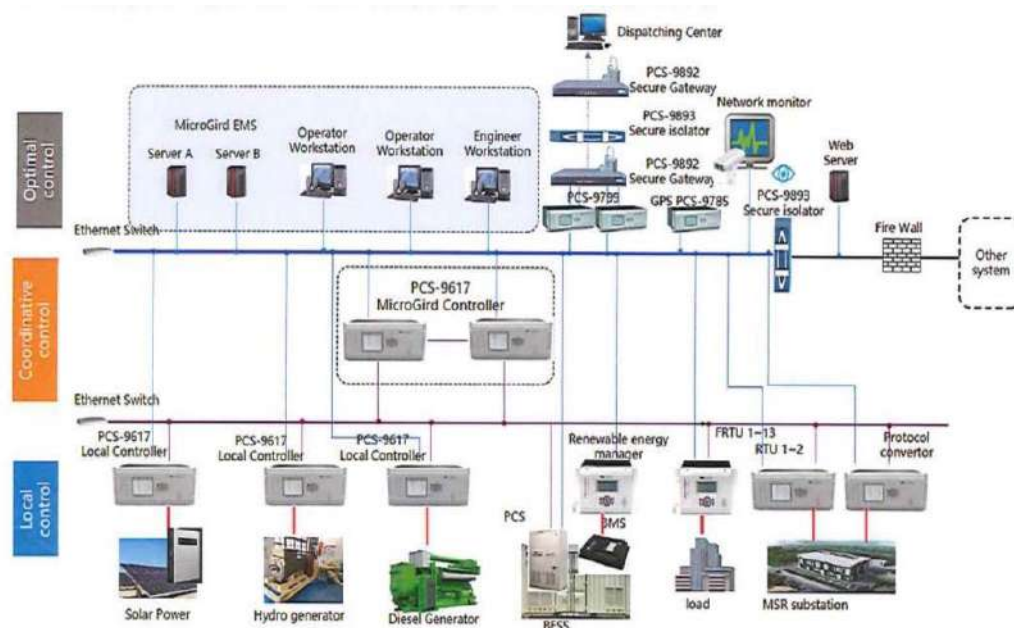 Optimal
control
Coordinative
control
Local
control
Dispatching Center
PCS-9892
Secure Gateway
PCS-9893
Secure isolator
PCS-9892
Secure Gateway
Network monitor
MicroGird EMS
Server A
Server B
Operator
Workstation
Operator
Workstation
Engineer
Workstation
PCS-9799
GPS PCS-9785
PCS-9893
Secure isolator
Web
Server
Fire Wall
Other
system
Ethernet Switch
PCS-9617
MicroGird Controller
Ethernet Switch
PCS-9617
Local Controller
PCS-9617
Local Controller
PCS-9617
Local Controller
Renewable energy
manager
FRTU 1~13
RTU 1~2
Protocol
convertor
PCS
BMS
Solar Power
Hydro generator
Diesel Generator
BESS
load
MSR substation